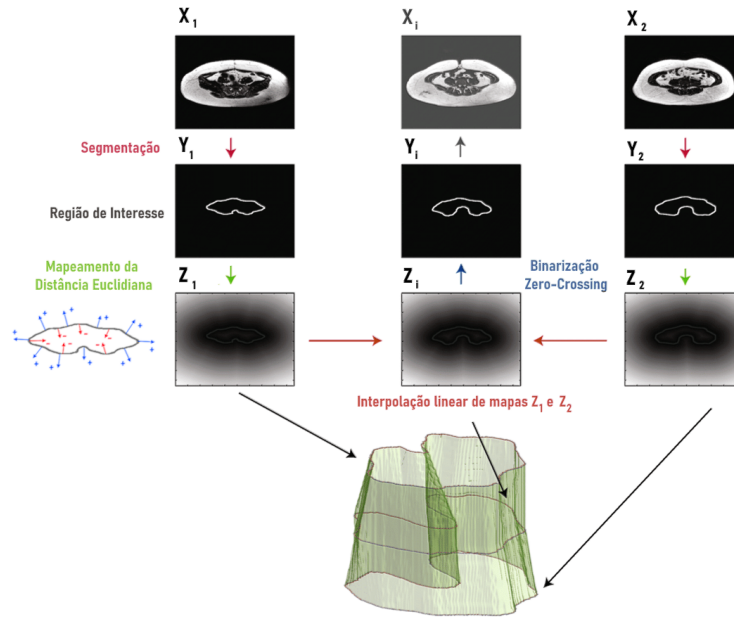 X1
Xi
X2
Segmentação
Y1
Yi
Y2
Região de Interesse
Mapeamento da
Distância Euclidiana
Z1
Zi
Binarização
Zero-Crossing
Z2
Interpolação linear de mapas Z1 e Z2